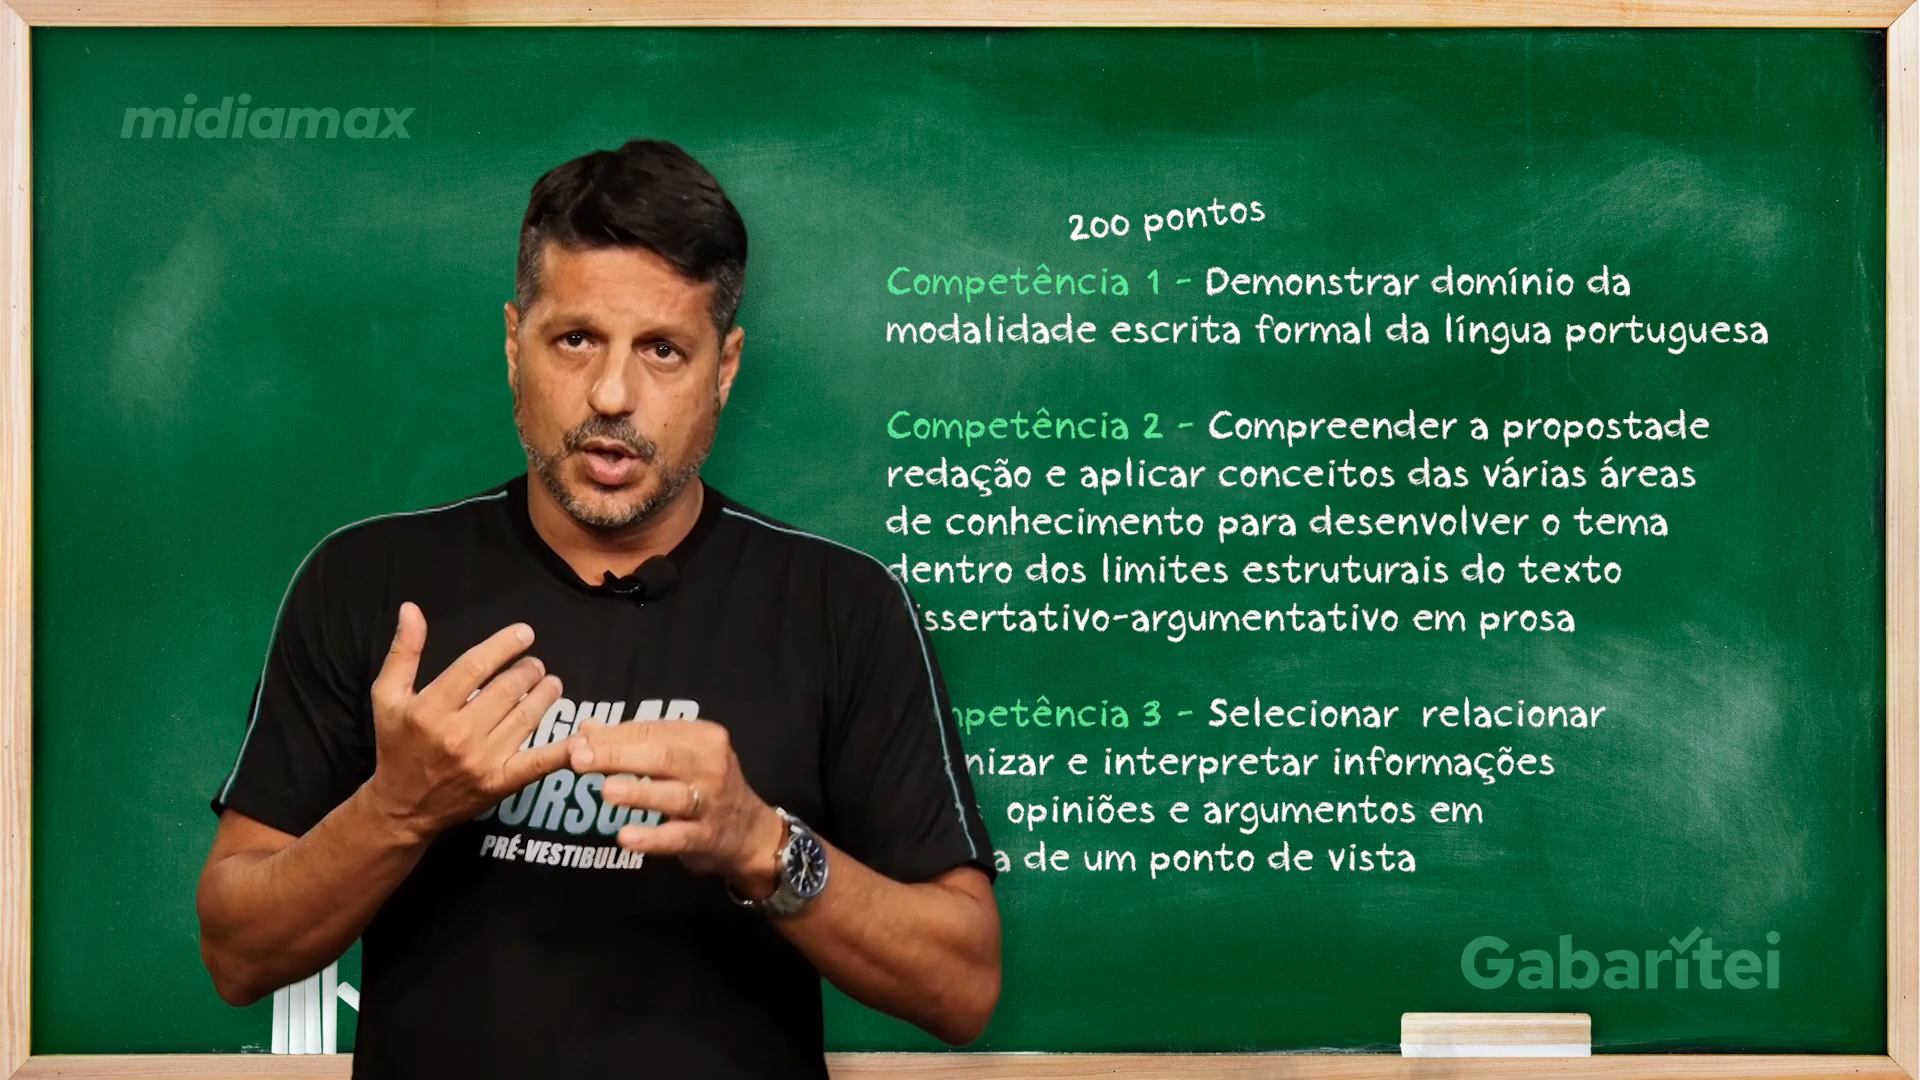 midiamax
200 pontos
Competência 1 - Demonstrar domínio da
modalidade escrita formal da língua portuguesa
Competência 2 - Compreender a propostade
redação e aplicar conceitos das várias áreas
de conhecimento para desenvolver o tema
dentro dos limites estruturais do texto
issertativo-argumentativo em prosa
mpetência 3 - Selecionar relacionar
nizar e interpretar informações
opiniões e argumentos em
a de um ponto de vista
PRÉ-VESTIBULAR
Gabaritei